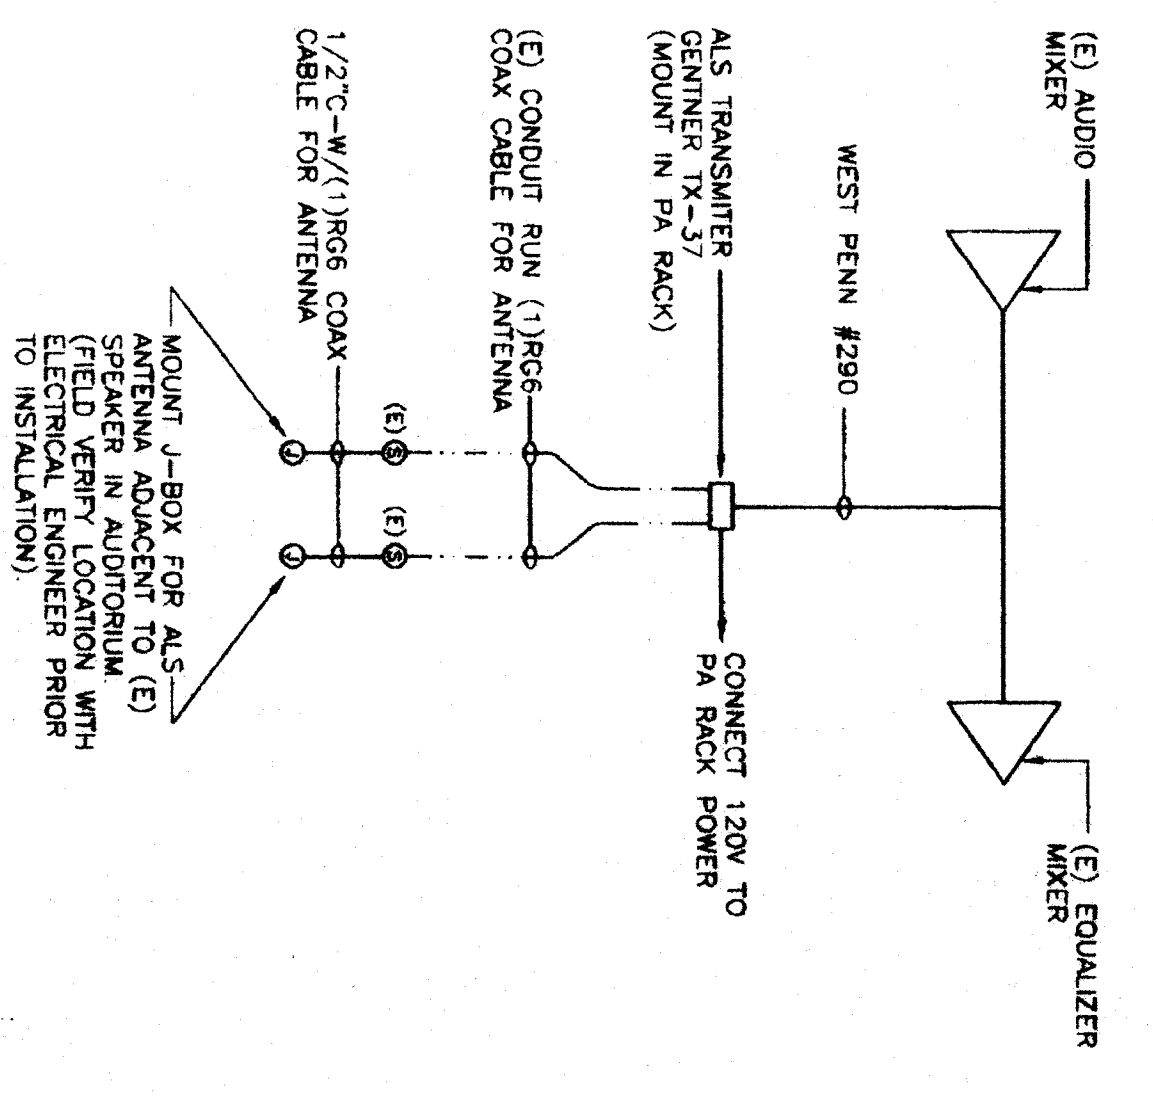 (E) AUDIO
MIXER
(E) EQUALIZER
MIXER
WEST PENN #290
ALS TRANSMITER
GENTNER TX-37
(MOUNT IN PA RACK)
CONNECT 120V TO
PA RACK POWER
(E) CONDUIT RUN (1)RG6
COAX CABLE FOR ANTENNA
(E)
S
(E)
S
1/2"C-W/(1)RG6 COAX
CABLE FOR ANTENNA
J
J
MOUNT J-BOX FOR ALS
ANTENNA ADJACENT TO (E)
SPEAKER IN AUDITORIUM.
(FIELD VERIFY LOCATION WITH
ELECTRICAL ENGINEER PRIOR
TO INSTALLATION).